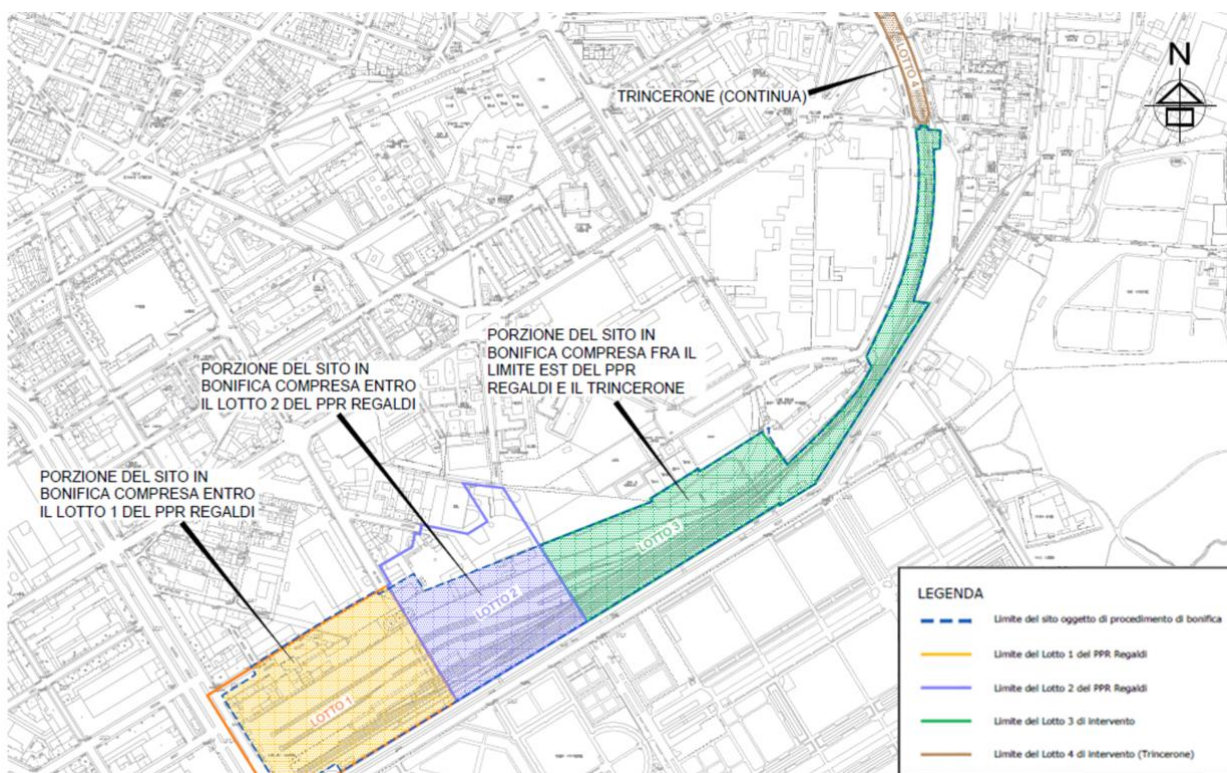 LOTTO 4
N
TRINCERONE (CONTINUA)
PORZIONE DEL SITO IN
BONIFICA COMPRESA FRA IL
LIMITE EST DEL PPR
REGALDI E IL TRINCERONE
PORZIONE DEL SITO IN
BONIFICA COMPRESA ENTRO
IL LOTTO 2 DEL PPR REGALDI
PORZIONE DEL SITO IN
BONIFICA COMPRESA ENTRO
IL LOTTO 1 DEL PPR REGALDI
LOTTO 3
LOTTO 2
LOTTO 1
LEGENDA
Limite del sito oggetto di procedimento di bonifica
Limite del Lotto 1 del PPR Regaldi
Limite del Lotto 2 del PPR Regaldi
Limite del Lotto 3 di intervento
Limite del Lotto 4 di intervento (Trincerone)